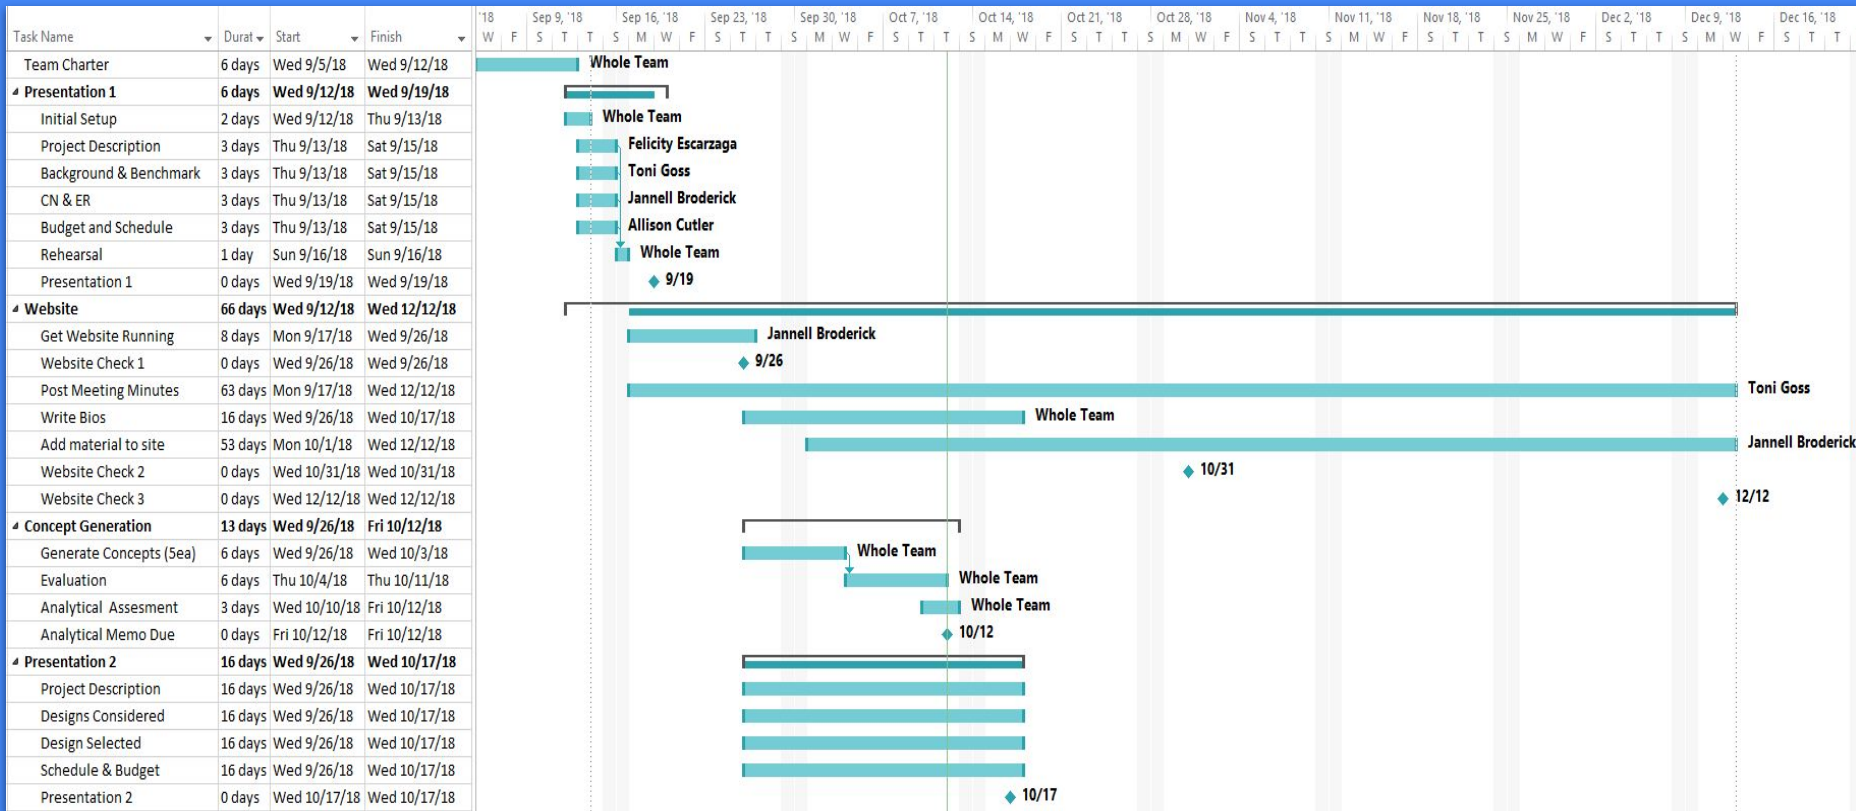 '18 Sep 9, '18 Sep 16, '18 Sep 23, '18 Sep 30, '18 Oct 7, '18 Oct 14, '18 Oct 21, '18 Oct 28, '18 Nov 4, '18 Nov 11, '18 Nov 18, '18 Nov 25, '18 Dec 2, '18 Dec 9, '18 Dec 16, '18
Task Name Durat Start Finish W F S T T S M W F S T T S M W F S T T S M W F S T T S M W F S T T S M W F S T T S M W F S T T S M W F S T T
Team Charter 6 days Wed 9/5/18 Wed 9/12/18 Whole Team
Presentation 1 6 days Wed 9/12/18 Wed 9/19/18
Initial Setup 2 days Wed 9/12/18 Thu 9/13/18 Whole Team
Project Description 3 days Thu 9/13/18 Sat 9/15/18 Felicity Escarzaga
Background & Benchmark 3 days Thu 9/13/18 Sat 9/15/18 Toni Goss
CN & ER 3 days Thu 9/13/18 Sat 9/15/18 Jannell Broderick
Budget and Schedule 3 days Thu 9/13/18 Sat 9/15/18 Allison Cutler
Rehearsal 1 day Sun 9/16/18 Sun 9/16/18 Whole Team
Presentation 1 0 days Wed 9/19/18 Wed 9/19/18 9/19
Website 66 days Wed 9/12/18 Wed 12/12/18
Get Website Running 8 days Mon 9/17/18 Wed 9/26/18 Jannell Broderick
Website Check 1 0 days Wed 9/26/18 Wed 9/26/18 9/26
Post Meeting Minutes 63 days Mon 9/17/18 Wed 12/12/18 Toni Goss
Write Bios 16 days Wed 9/26/18 Wed 10/17/18 Whole Team
Add material to site 53 days Mon 10/1/18 Wed 12/12/18 Jannell Broderick
Website Check 2 0 days Wed 10/31/18 Wed 10/31/18 10/31
Website Check 3 0 days Wed 12/12/18 Wed 12/12/18 12/12
Concept Generation 13 days Wed 9/26/18 Fri 10/12/18
Generate Concepts (5ea) 6 days Wed 9/26/18 Wed 10/3/18 Whole Team
Evaluation 6 days Thu 10/4/18 Thu 10/11/18 Whole Team
Analytical Assesment 3 days Wed 10/10/18 Fri 10/12/18 Whole Team
Analytical Memo Due 0 days Fri 10/12/18 Fri 10/12/18 10/12
Presentation 2 16 days Wed 9/26/18 Wed 10/17/18
Project Description 16 days Wed 9/26/18 Wed 10/17/18
Designs Considered 16 days Wed 9/26/18 Wed 10/17/18
Design Selected 16 days Wed 9/26/18 Wed 10/17/18
Schedule & Budget 16 days Wed 9/26/18 Wed 10/17/18
Presentation 2 0 days Wed 10/17/18 Wed 10/17/18 10/17